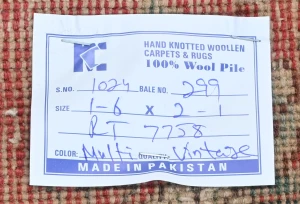 KC
HAND KNOTTED WOOLLEN
CARPETS & RUGS
100% Wool Pile
S.NO. 1024 BALE NO. 299
SIZE 1-6 x 2-1
RT 7758
COLOR: Multi QUALITY: Vintage
MADE IN PAKISTAN